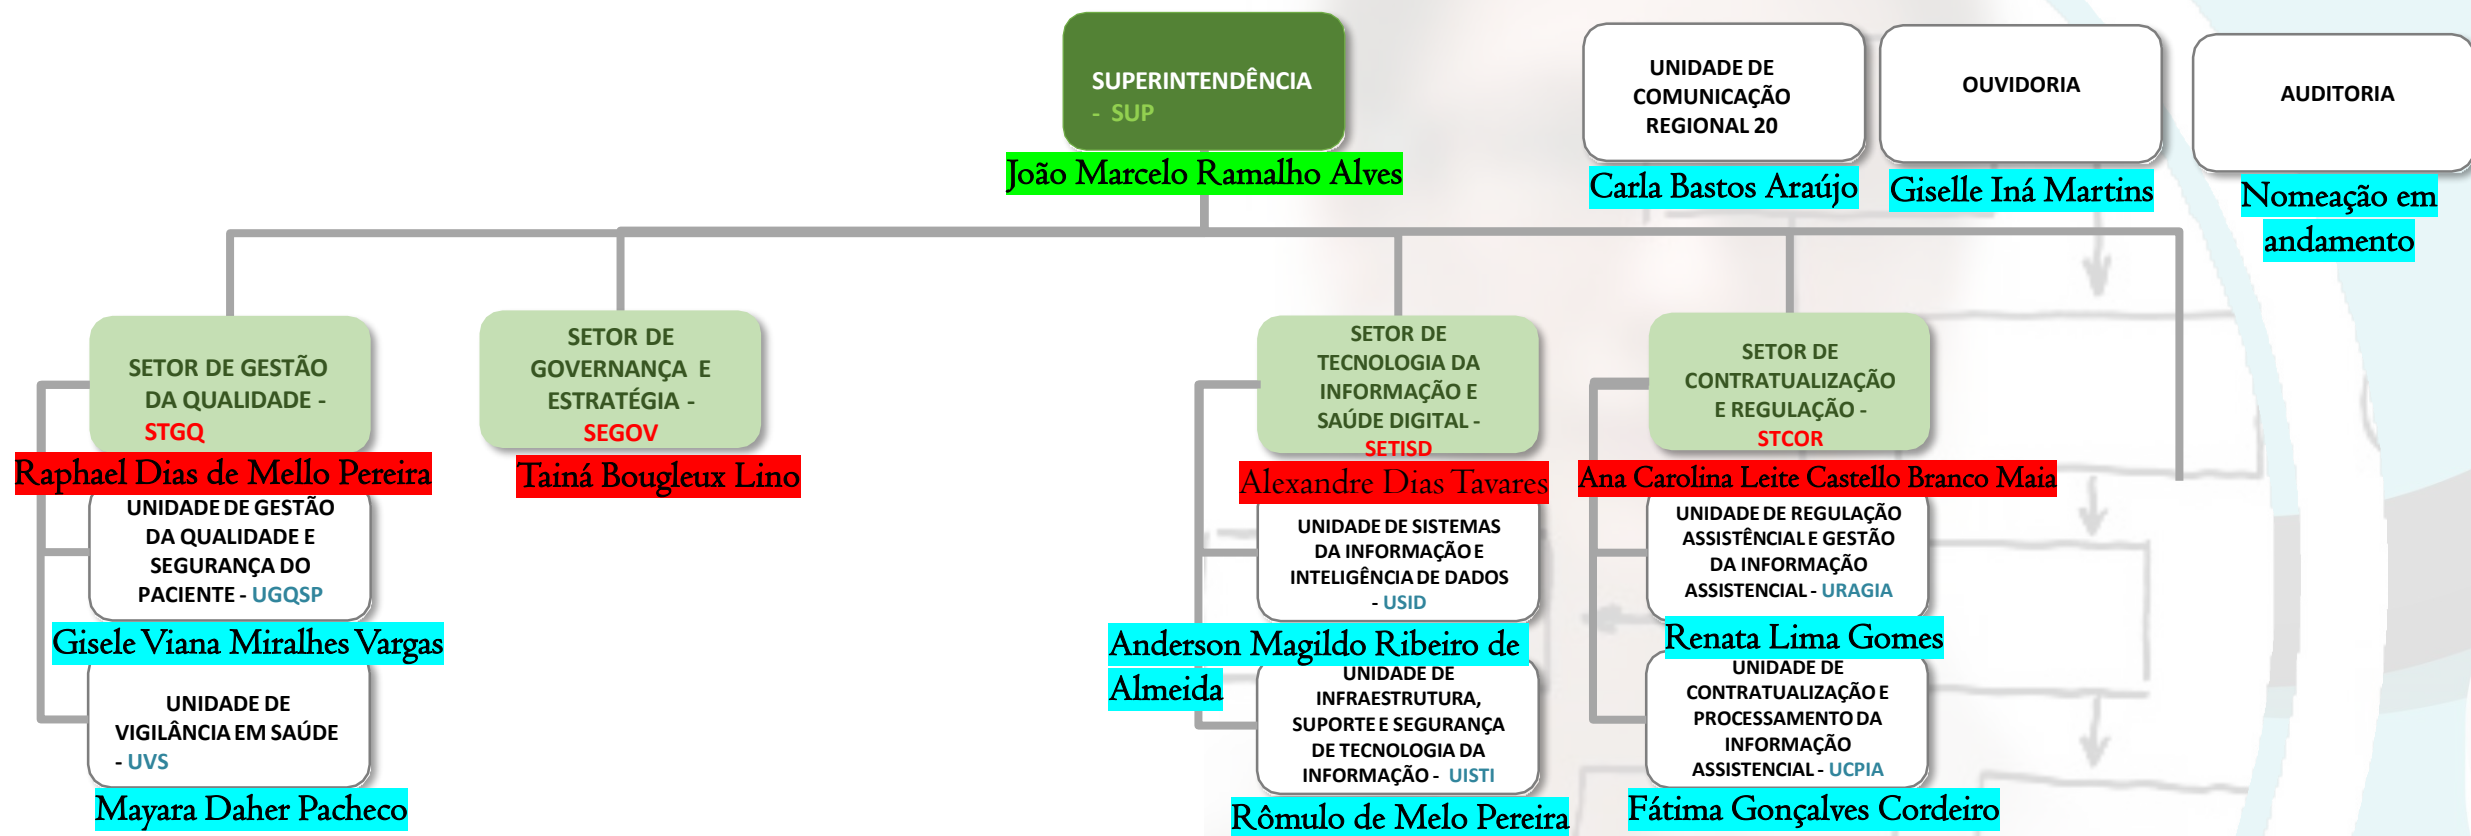 SUPERINTENDÊNCIA
- SUP
João Marcelo Ramalho Alves
UNIDADE DE
COMUNICAÇÃO
REGIONAL 20
Carla Bastos Araújo
OUVIDORIA
Giselle Iná Martins
AUDITORIA
Nomeação em
andamento
SETOR DE GESTÃO
DA QUALIDADE -
STGQ
Raphael Dias de Mello Pereira
UNIDADE DE GESTÃO
DA QUALIDADE E
SEGURANÇA DO
PACIENTE - UGQSP
Gisele Viana Miralhes Vargas
UNIDADE DE
VIGILÂNCIA EM SAÚDE
- UVS
Mayara Daher Pacheco
SETOR DE
GOVERNANÇA E
ESTRATÉGIA -
SEGOV
Tainá Bougleux Lino
SETOR DE
TECNOLOGIA DA
INFORMAÇÃO E
SAÚDE DIGITAL -
SETISD
Alexandre Dias Tavares
UNIDADE DE SISTEMAS
DA INFORMAÇÃO E
INTELIGÊNCIA DE DADOS
- USID
Anderson Magildo Ribeiro de
Almeida
UNIDADE DE
INFRAESTRUTURA,
SUPORTE E SEGURANÇA
DE TECNOLOGIA DA
INFORMAÇÃO - UISTI
Rômulo de Melo Pereira
SETOR DE
CONTRATUALIZAÇÃO
E REGULAÇÃO -
STCOR
Ana Carolina Leite Castello Branco Maia
UNIDADE DE REGULAÇÃO
ASSISTÊNCIAL E GESTÃO
DA INFORMAÇÃO
ASSISTENCIAL - URAGIA
Renata Lima Gomes
UNIDADE DE
CONTRATUALIZAÇÃO E
PROCESSAMENTO DA
INFORMAÇÃO
ASSISTENCIAL - UCPIA
Fátima Gonçalves Cordeiro